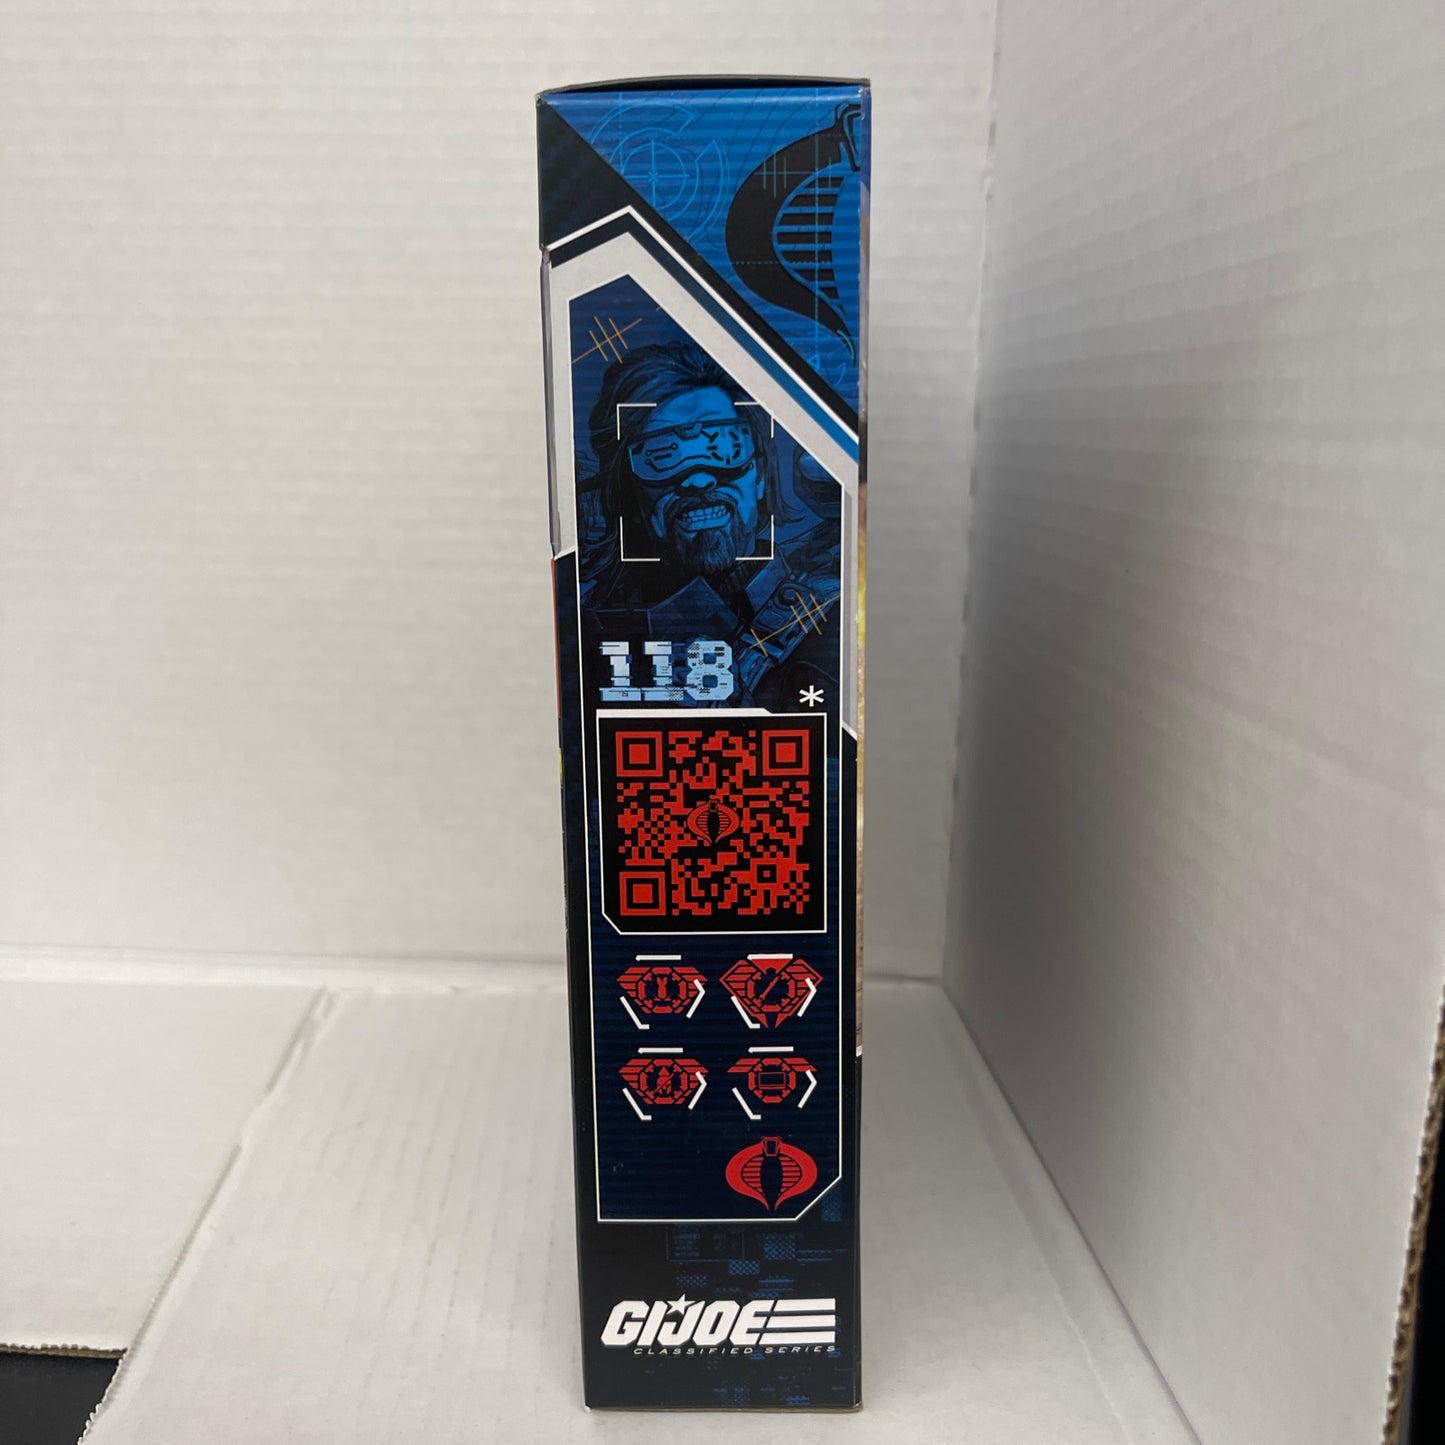 118
*
GI JOE
CLASSIFIED SERIES